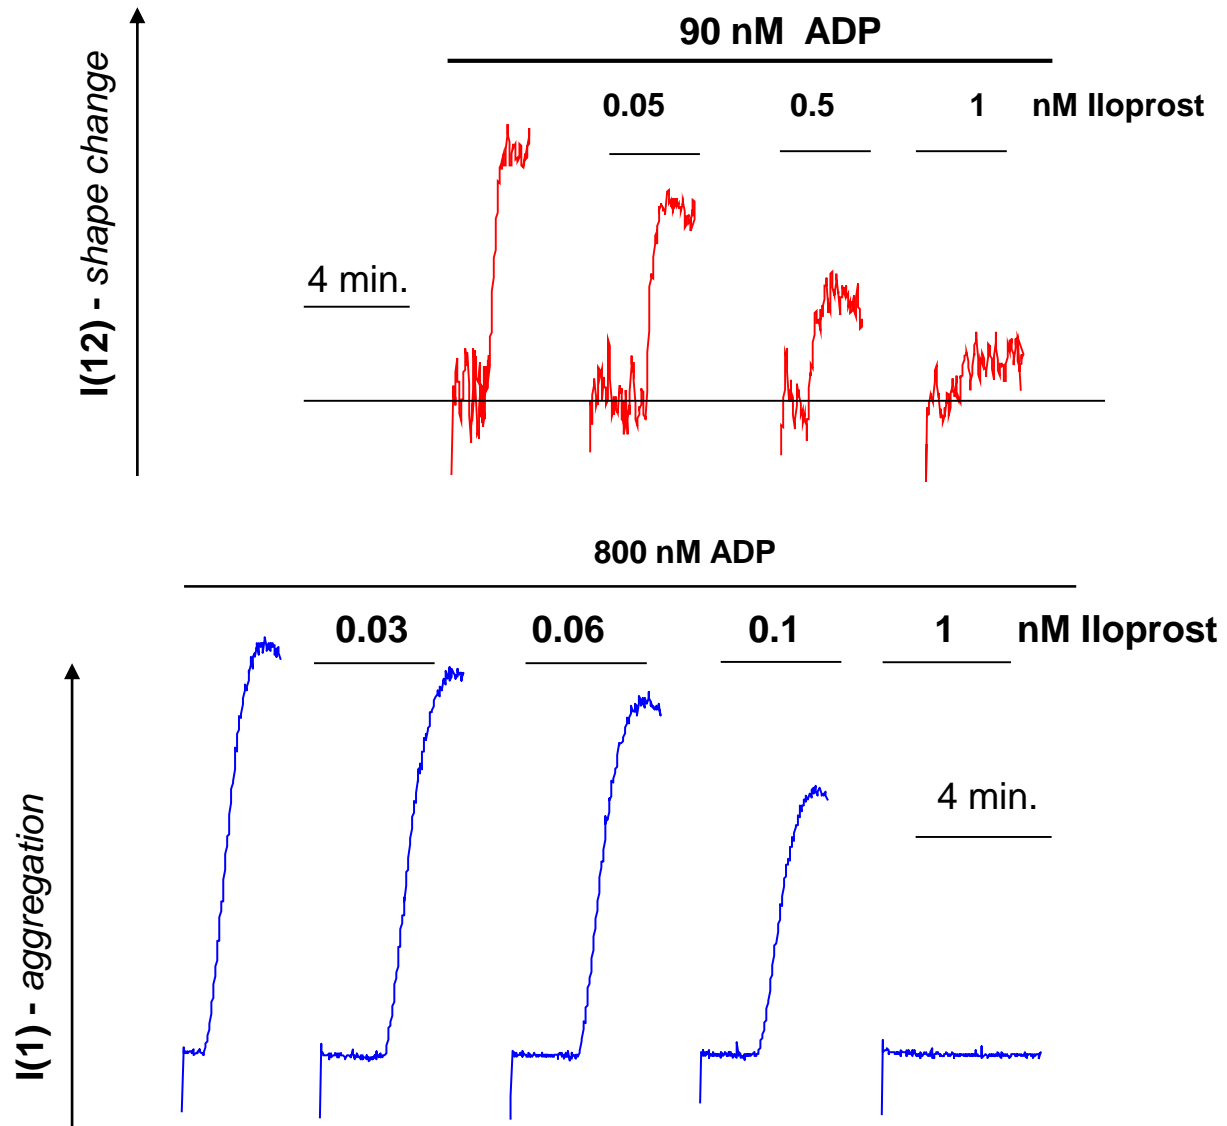 90 nM ADP
0.05 0.5 1 nM Iloprost
I(12) - shape change
4 min.
800 nM ADP
0.03 0.06 0.1 1 nM Iloprost
I(1) - aggregation
4 min.